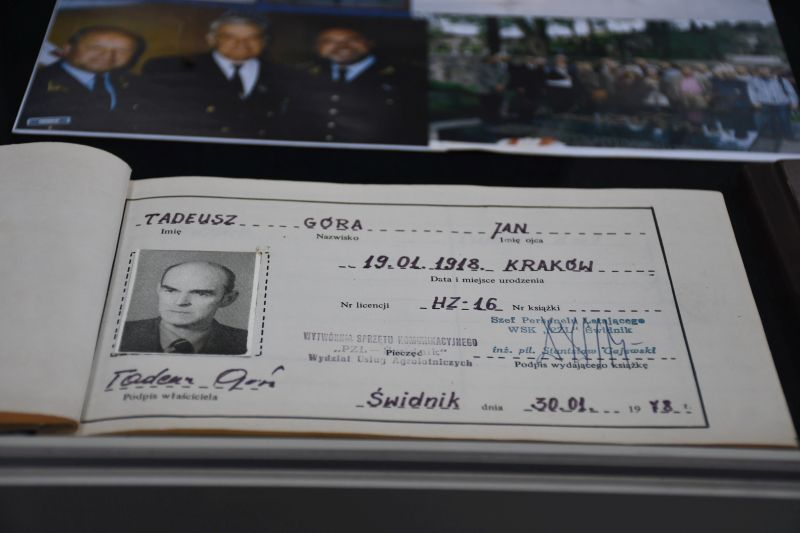 TADEUSZ GÓRA JAN
Imię Nazwisko Imię ojca
19.01.1918. KRAKÓW
Data i miejsce urodzenia
Nr licencji HZ-16 Nr książki
Szef Personelu Latającego
WSK "PZL" Świdnik
inż. pil. Stanisław Gajewski
Podpis wydającego książkę
WYTWÓRNIA SPRZĘTU KOMUNIKACYJNEGO
"PZL - Świdnik"
Pieczęć
Wydział Usług Agrolotniczych
Tadeusz Góra
Podpis właściciela
Świdnik dnia 30.01. 1978 r.